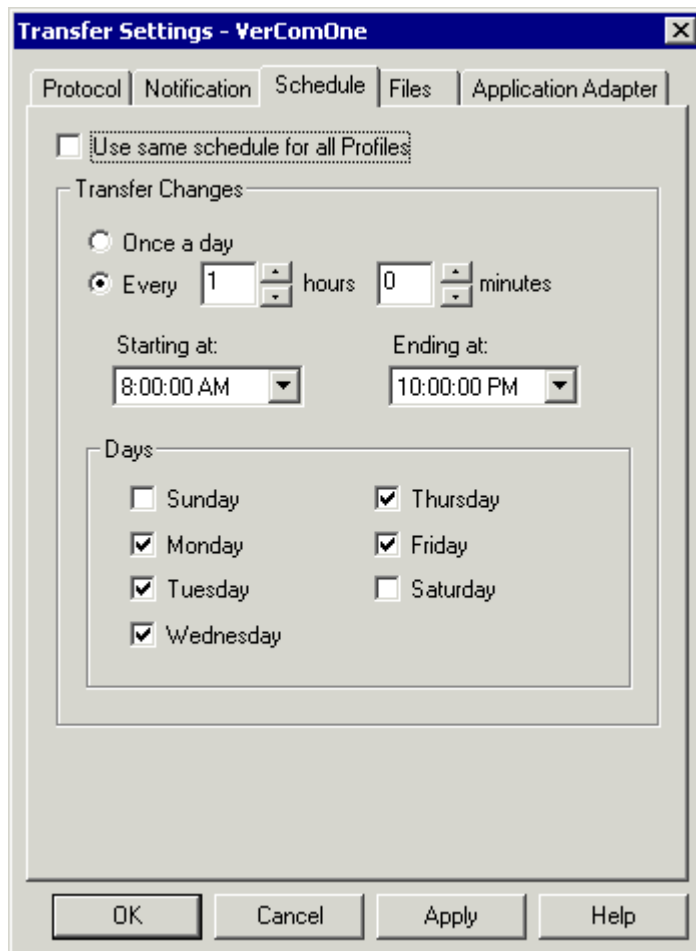 Transfer Settings - VerComOne
Protocol Notification Schedule Files Application Adapter
Use same schedule for all Profiles
Transfer Changes
Once a day
Every 1 hours 0 minutes
Starting at: Ending at:
8:00:00 AM 10:00:00 PM
Days
Sunday Thursday
Monday Friday
Tuesday Saturday
Wednesday
OK Cancel Apply Help